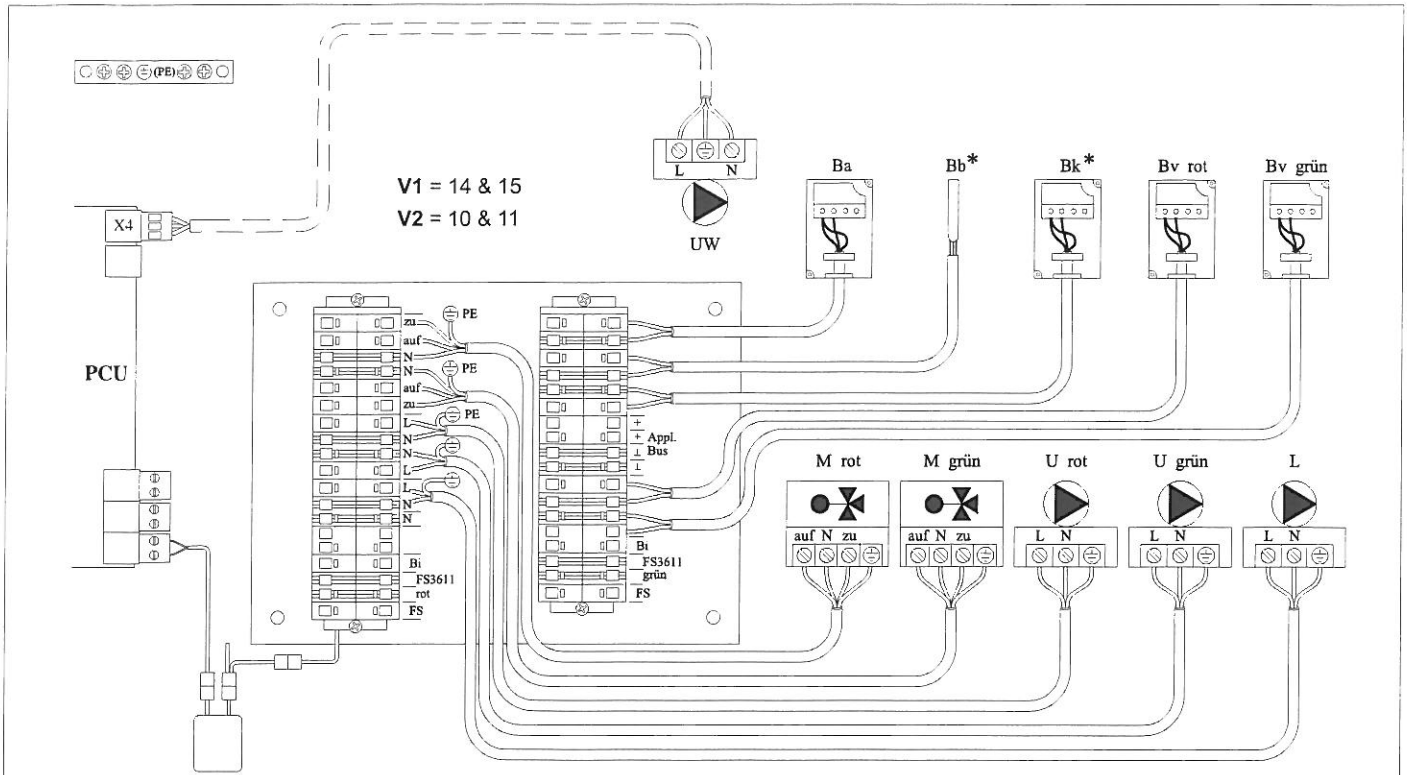 (PE)
V1 = 14 & 15
V2 = 10 & 11
X4
PCU
L N
UW
Ba
Bb*
Bk*
Bv rot
Bv grün
zu
auf
N
N
auf
zu
L
N
N
L
L
N
N
Bi
FS3611
rot
FS
PE
PE
PE
+
+ Appl.
⊥ Bus
⊥
Bi
FS3611
grün
FS
M rot
auf N zu
M grün
auf N zu
U rot
L N
U grün
L N
L
L N